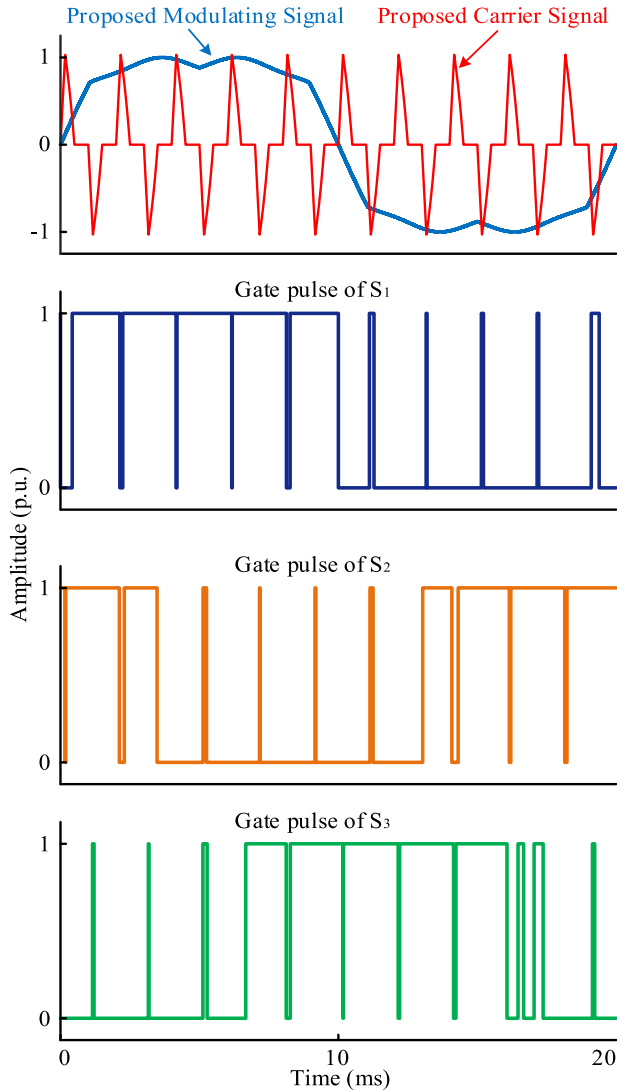 Proposed Modulating Signal Proposed Carrier Signal
1
0
-1
Gate pulse of S1
1
0
Gate pulse of S2
1
0
Gate pulse of S3
1
0
Amplitude (p.u.)
0 10 20
Time (ms)